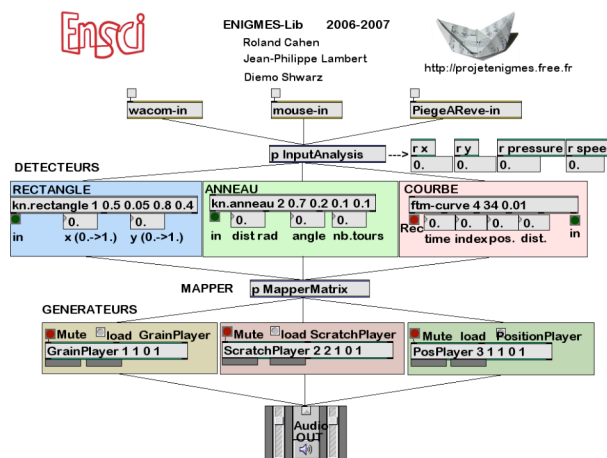 Ensci
ENIGMES-Lib 2006-2007
Roland Cahen
Jean-Philippe Lambert
Diemo Shwarz
http://projetenigmes.free.fr
wacom-in mouse-in PiegeAReve-in
p InputAnalysis ---> r x r y r pressure r speed
0. 0. 0. 0.
DETECTEURS
RECTANGLE ANNEAU COURBE
kn.rectangle 1 0.5 0.05 0.8 0.4 kn.anneau 2 0.7 0.2 0.1 0.1 ftm-curve 4 34 0.01
0. 0. 0. 0. 0. Rec 0. 0. 0. 0.
in x (0.->1.) y (0.->1.) in dist rad angle nb.tours time index pos. dist. in
MAPPER p MapperMatrix
GENERATEURS
Mute load GrainPlayer Mute load ScratchPlayer Mute load PositionPlayer
GrainPlayer 1 1 0 1 ScratchPlayer 2 2 1 0 1 PosPlayer 3 1 1 0 1
Audio
OUT